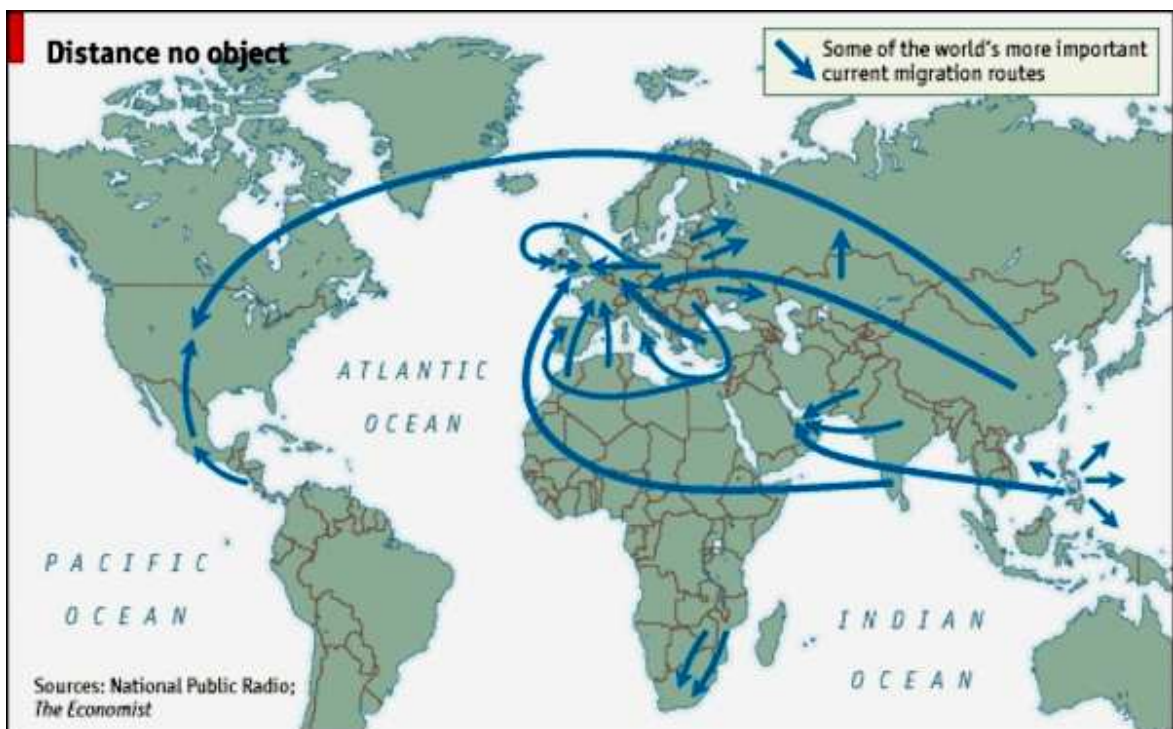 Distance no object
Some of the world's more important
current migration routes
ATLANTIC
OCEAN
PACIFIC
OCEAN
INDIAN
OCEAN
Sources: National Public Radio;
The Economist